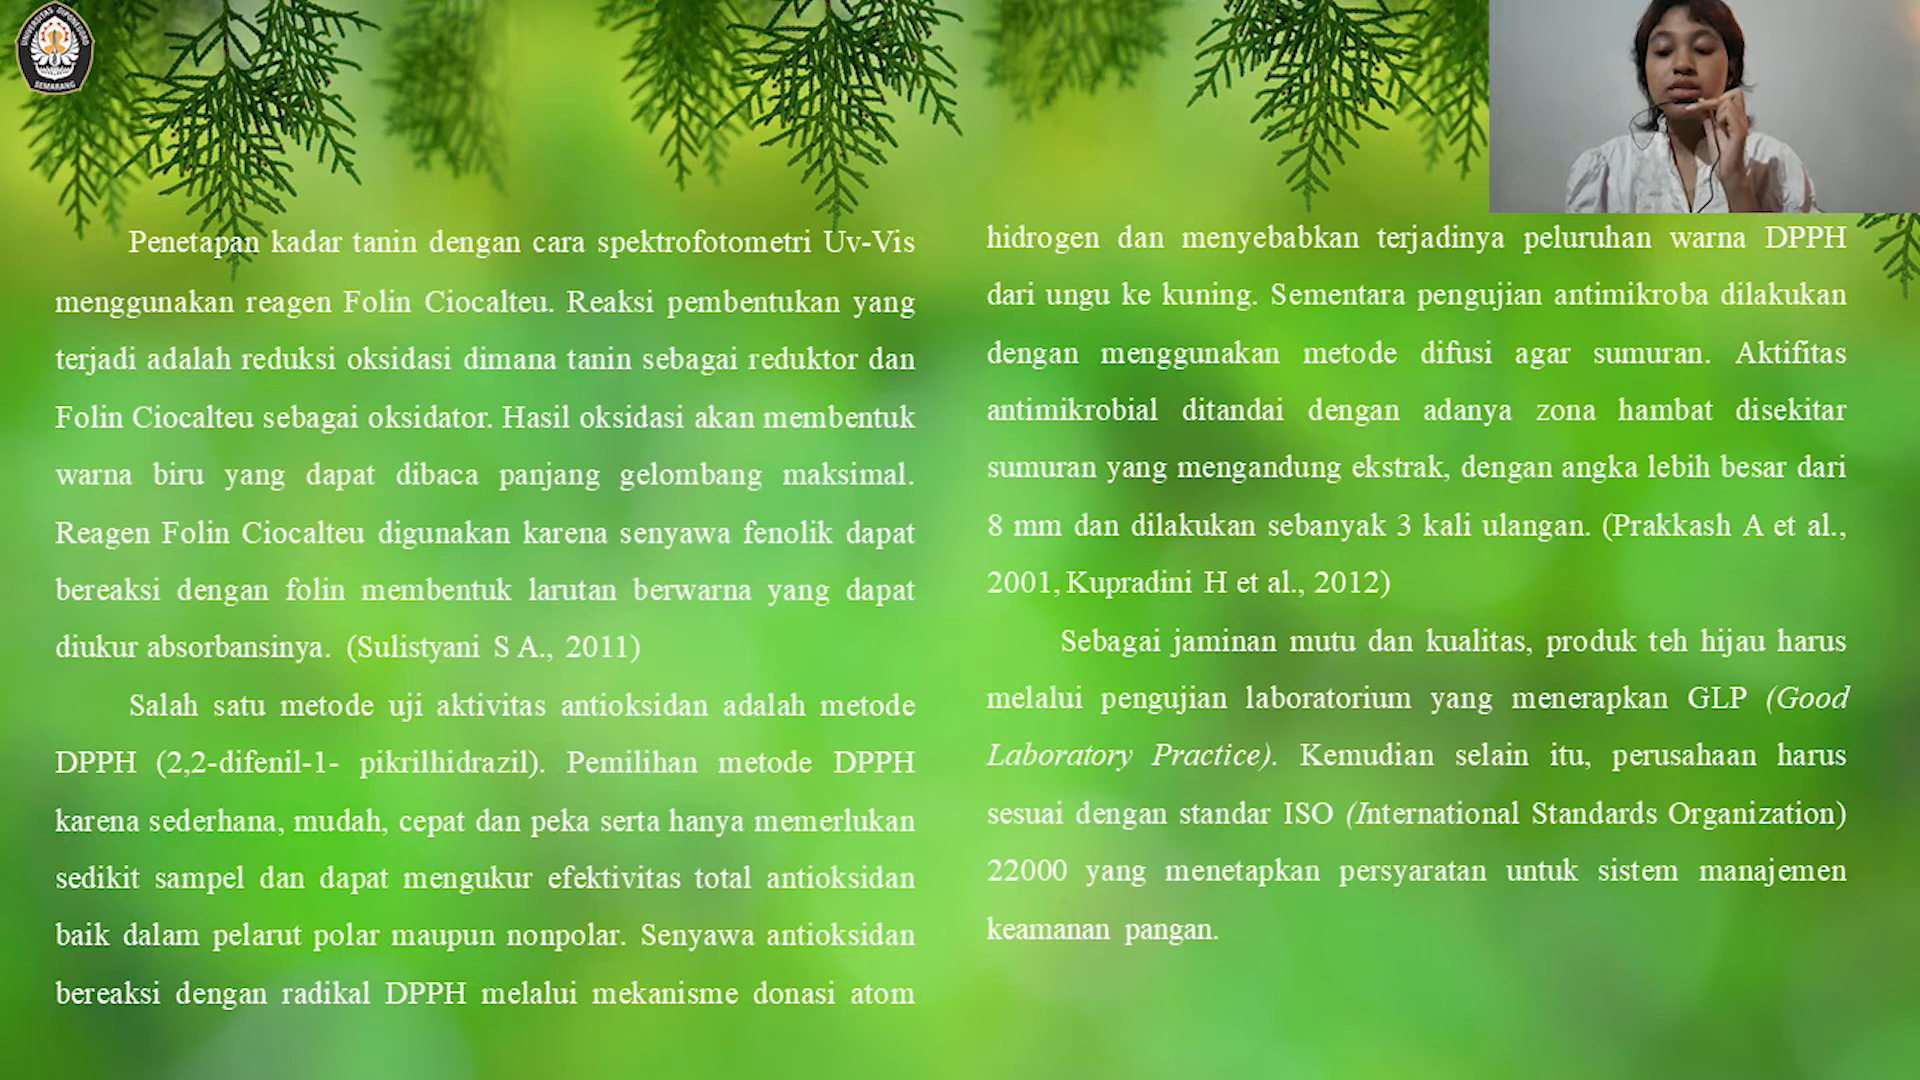 UNIVERSITAS DIPONEGORO
SEMARANG
Penetapan kadar tanin dengan cara spektrofotometri Uv-Vis
menggunakan reagen Folin Ciocalteu. Reaksi pembentukan yang
terjadi adalah reduksi oksidasi dimana tanin sebagai reduktor dan
Folin Ciocalteu sebagai oksidator. Hasil oksidasi akan membentuk
warna biru yang dapat dibaca panjang gelombang maksimal.
Reagen Folin Ciocalteu digunakan karena senyawa fenolik dapat
bereaksi dengan folin membentuk larutan berwarna yang dapat
diukur absorbansinya. (Sulistyani S A., 2011)
Salah satu metode uji aktivitas antioksidan adalah metode
DPPH (2,2-difenil-1- pikrilhidrazil). Pemilihan metode DPPH
karena sederhana, mudah, cepat dan peka serta hanya memerlukan
sedikit sampel dan dapat mengukur efektivitas total antioksidan
baik dalam pelarut polar maupun nonpolar. Senyawa antioksidan
bereaksi dengan radikal DPPH melalui mekanisme donasi atom
hidrogen dan menyebabkan terjadinya peluruhan warna DPPH
dari ungu ke kuning. Sementara pengujian antimikroba dilakukan
dengan menggunakan metode difusi agar sumuran. Aktifitas
antimikrobial ditandai dengan adanya zona hambat disekitar
sumuran yang mengandung ekstrak, dengan angka lebih besar dari
8 mm dan dilakukan sebanyak 3 kali ulangan. (Prakkash A et al.,
2001, Kupradini H et al., 2012)
Sebagai jaminan mutu dan kualitas, produk teh hijau harus
melalui pengujian laboratorium yang menerapkan GLP (Good
Laboratory Practice). Kemudian selain itu, perusahaan harus
sesuai dengan standar ISO (International Standards Organization)
22000 yang menetapkan persyaratan untuk sistem manajemen
keamanan pangan.